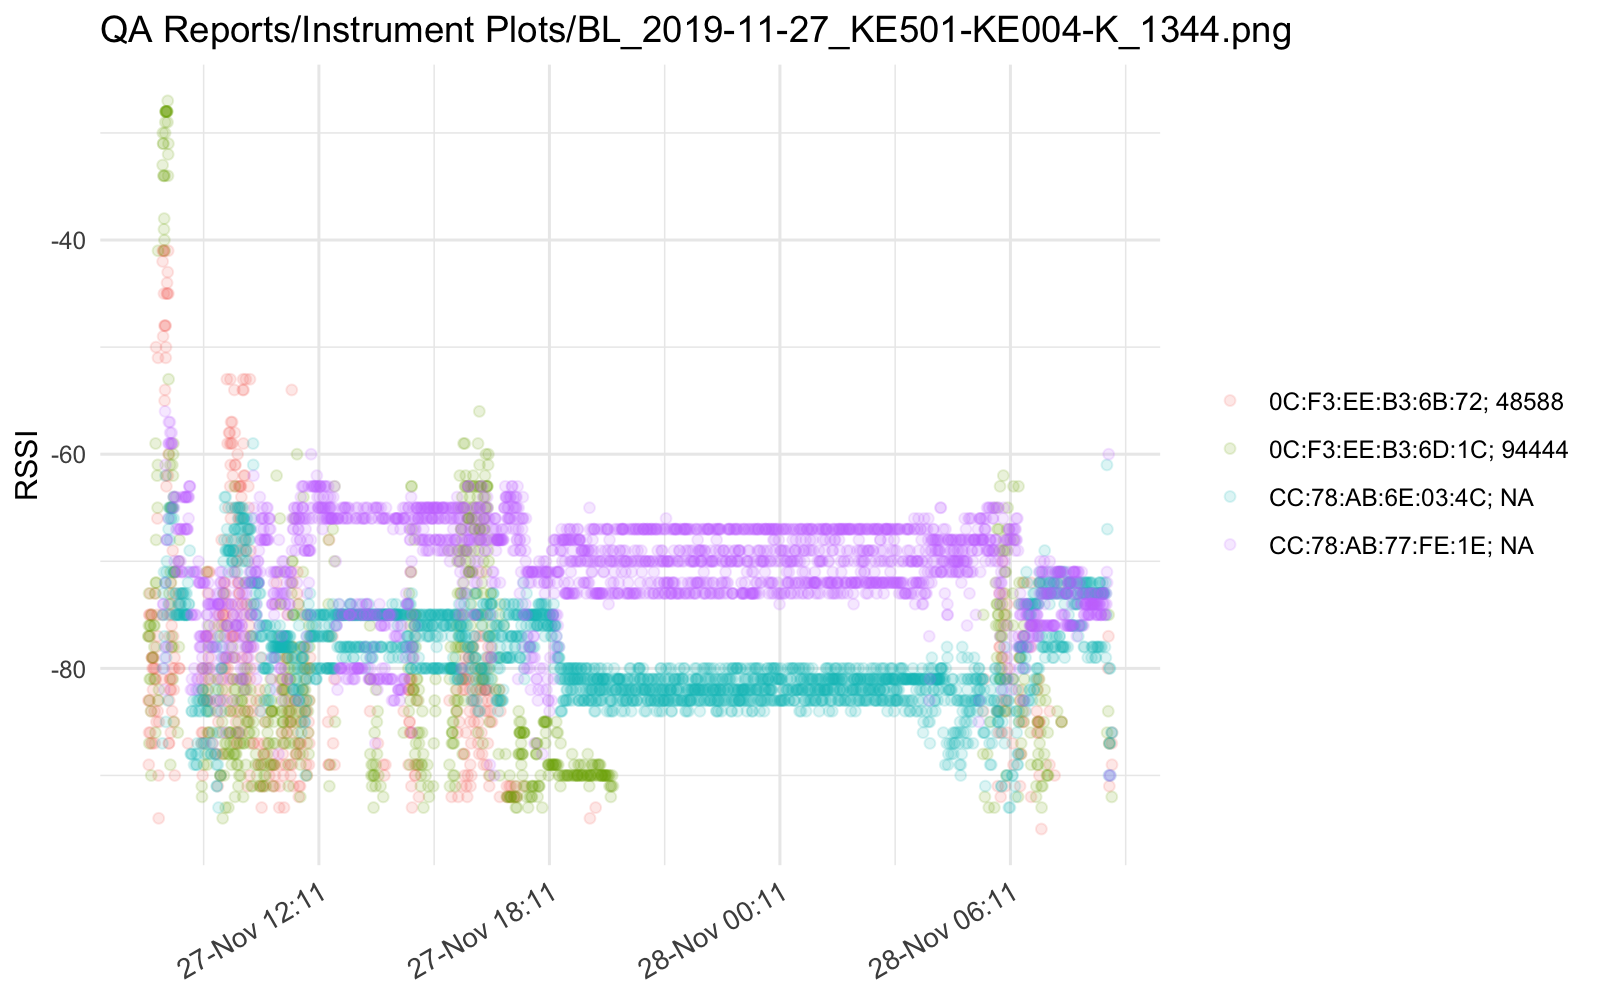 QA Reports/Instrument Plots/BL_2019-11-27_KE501-KE004-K_1344.png
RSSI
-40
-60
-80
27-Nov 12:11
27-Nov 18:11
28-Nov 00:11
28-Nov 06:11
0C:F3:EE:B3:6B:72; 48588
0C:F3:EE:B3:6D:1C; 94444
CC:78:AB:6E:03:4C; NA
CC:78:AB:77:FE:1E; NA